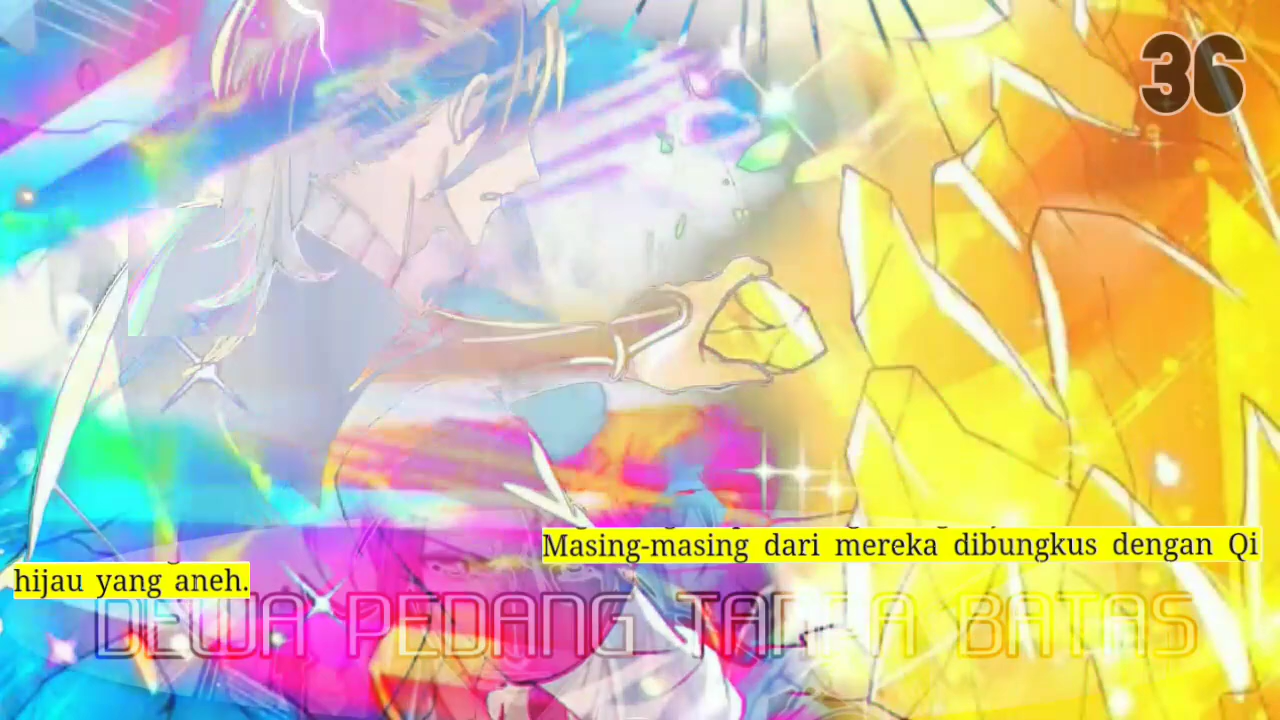 36
Masing-masing dari mereka dibungkus dengan Qi
hijau yang aneh.
DEWA PEDANG TANPA BATAS